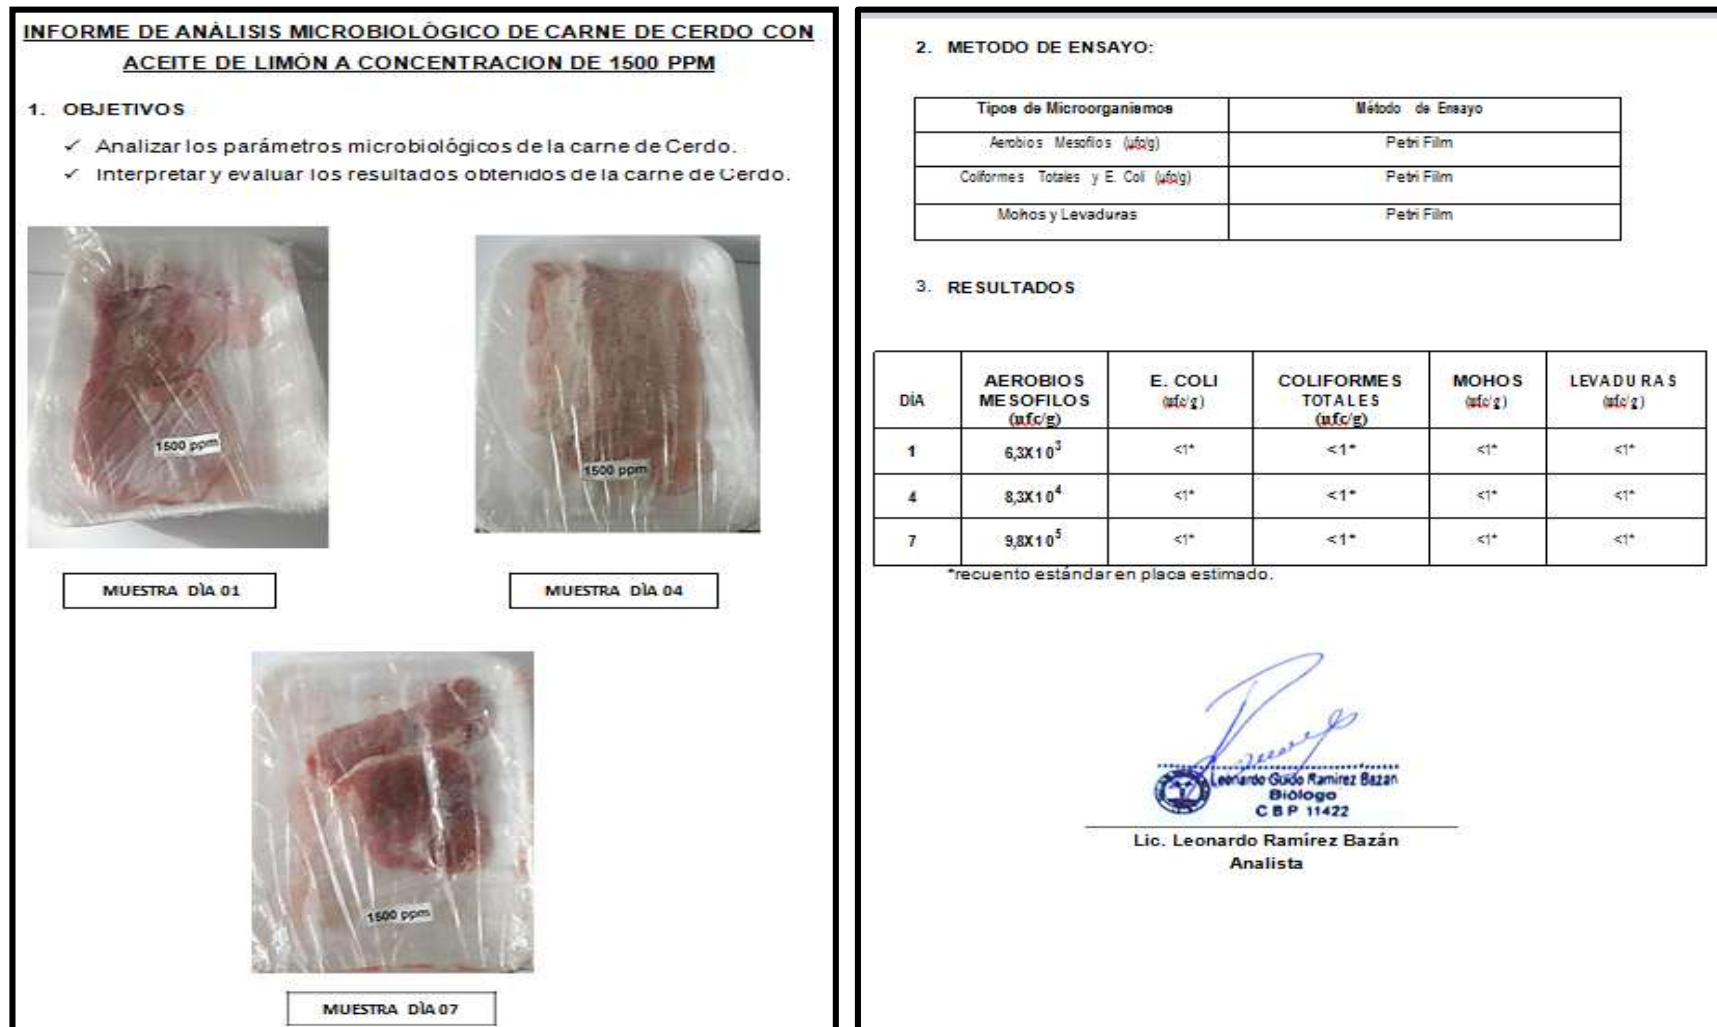 INFORME DE ANÁLISIS MICROBIOLÓGICO DE CARNE DE CERDO CON
ACEITE DE LIMÓN A CONCENTRACION DE 1500 PPM
1. OBJETIVOS
✓ Analizar los parámetros microbiológicos de la carne de Cerdo.
✓ Interpretar y evaluar los resultados obtenidos de la carne de Cerdo.
1500 ppm
1500 ppm
MUESTRA DÌA 01
MUESTRA DÌA 04
1500 ppm
MUESTRA DÌA 07
2. METODO DE ENSAYO:
Tipos de Microorganismos Método de Ensayo
Aerobios Mesofilos (ufc/g) Petri Film
Coliformes Totales y E. Coli (ufc/g) Petri Film
Mohos y Levaduras Petri Film
3. RESULTADOS
DÌA AEROBIOS MESOFILOS (ufc/g) E. COLI (ufc/g) COLIFORMES TOTALES (ufc/g) MOHOS (ufc/g) LEVADURAS (ufc/g)
1 6,3X10³ <1* <1* <1* <1*
4 8,3X10⁴ <1* <1* <1* <1*
7 9,8X10⁵ <1* <1* <1* <1*
*recuento estándar en placa estimado.
Leonardo Guido Ramirez Bazan
Biólogo
CBP 11422
Lic. Leonardo Ramírez Bazán
Analista